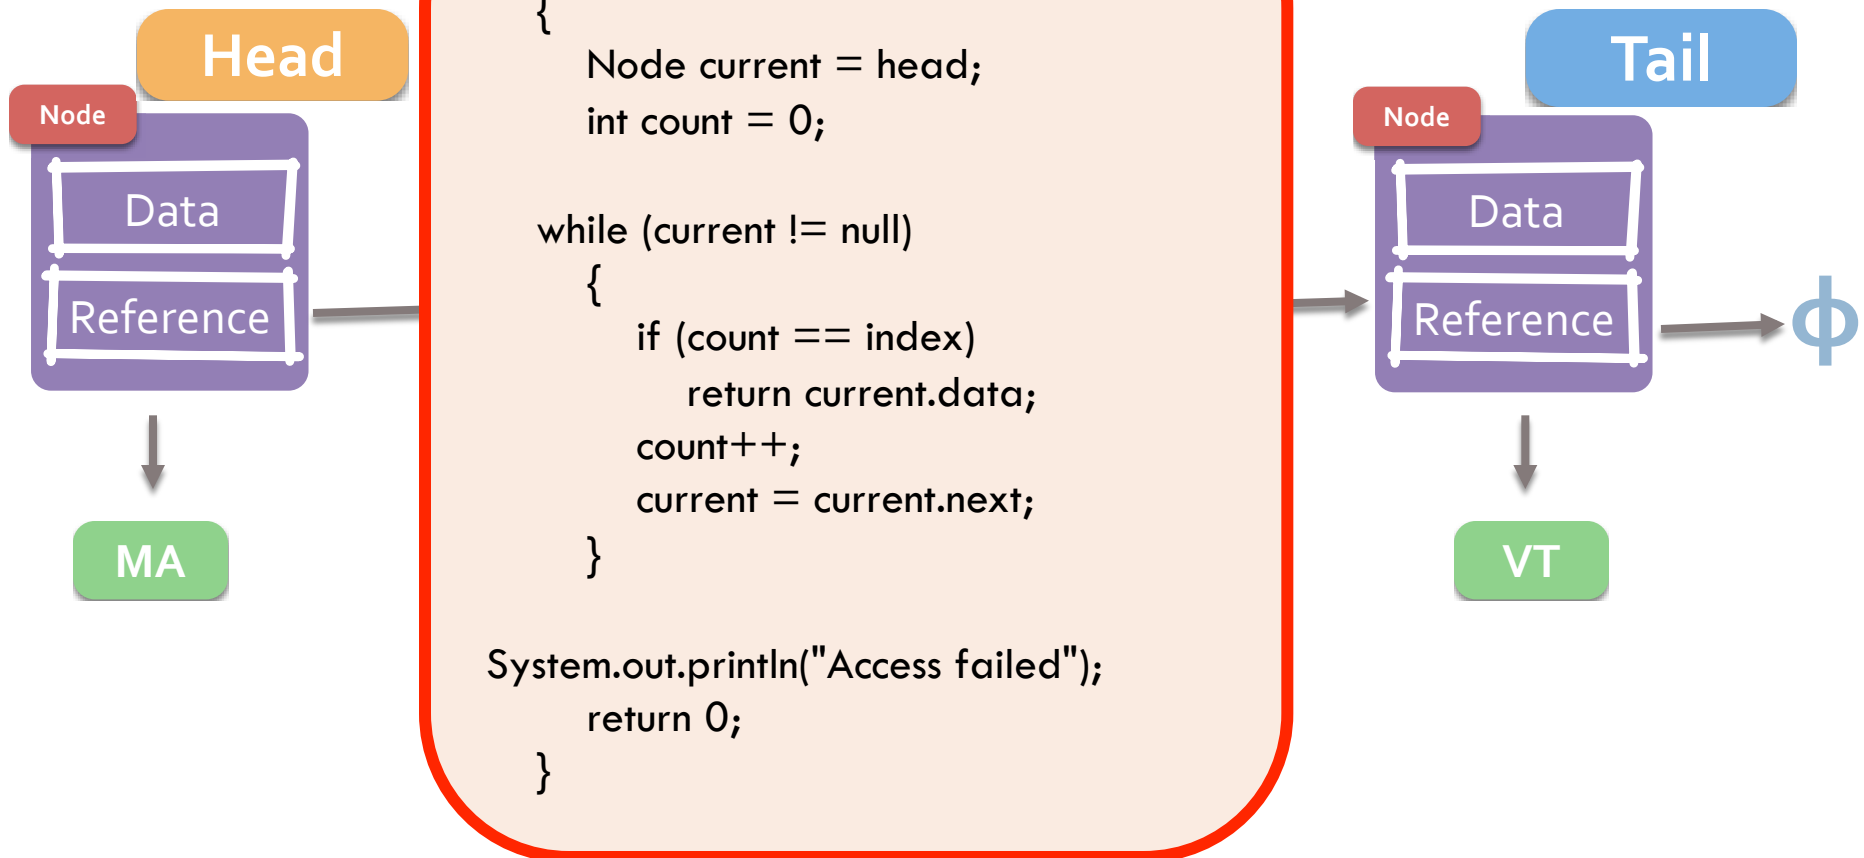 Head
Node
Data
Reference
MA
{
Node current = head;
int count = 0;
while (current != null)
{
if (count == index)
return current.data;
count++;
current = current.next;
}
System.out.println("Access failed");
return 0;
}
Tail
Node
Data
Reference
ф
VT